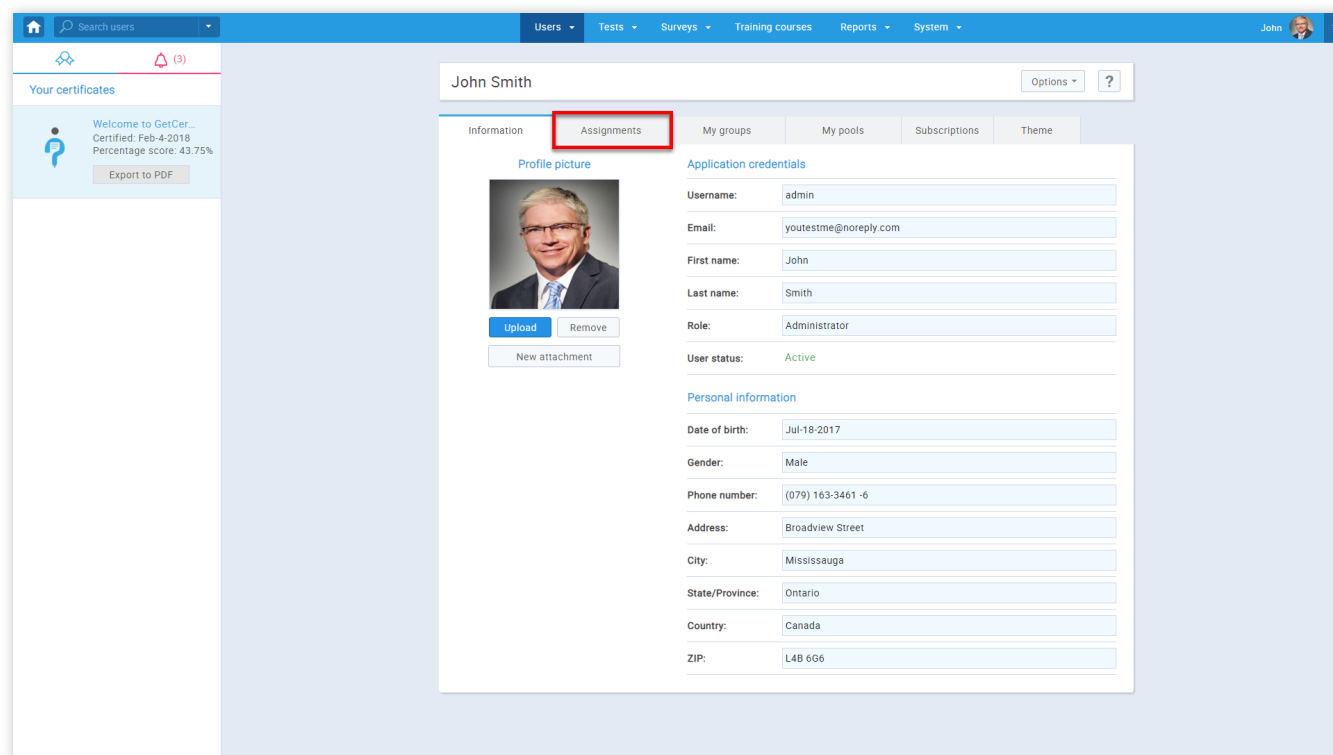 Search users
Users
Tests
Surveys
Training courses
Reports
System
John
(3)
Your certificates
Welcome to GetCer...
Certified: Feb-4-2018
Percentage score: 43.75%
Export to PDF
John Smith
Options
?
Information
Assignments
My groups
My pools
Subscriptions
Theme
Profile picture
Upload
Remove
New attachment
Application credentials
Username: admin
Email: youtestme@noreply.com
First name: John
Last name: Smith
Role: Administrator
User status: Active
Personal information
Date of birth: Jul-18-2017
Gender: Male
Phone number: (079) 163-3461 -6
Address: Broadview Street
City: Mississauga
State/Province: Ontario
Country: Canada
ZIP: L4B 6G6